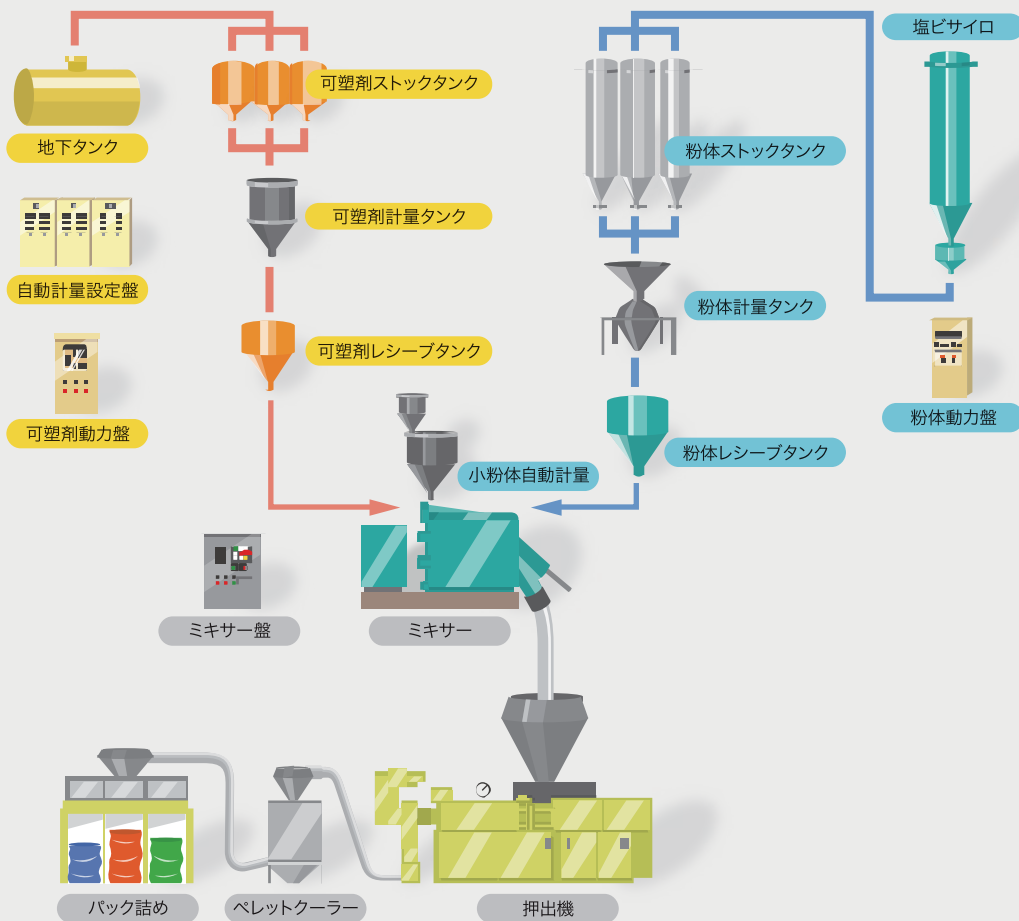 塩ビサイロ
可塑剤ストックタンク
地下タンク
粉体ストックタンク
可塑剤計量タンク
自動計量設定盤
粉体計量タンク
可塑剤レシーブタンク
粉体動力盤
可塑剤動力盤
粉体レシーブタンク
小粉体自動計量
ミキサー盤
ミキサー
パック詰め
ペレットクーラー
押出機